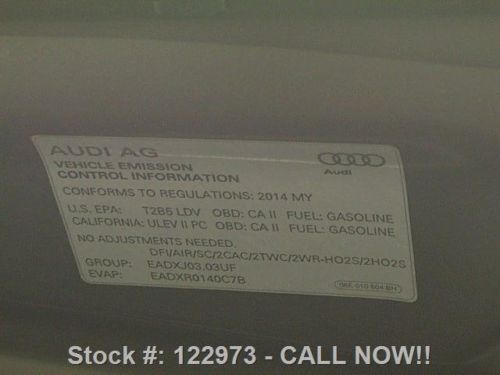 AUDI AG
Audi
VEHICLE EMISSION
CONTROL INFORMATION
CONFORMS TO REGULATIONS: 2014 MY
U.S. EPA: T2B5 LDV OBD: CA II FUEL: GASOLINE
CALIFORNIA: ULEV II PC OBD: CA II FUEL: GASOLINE
NO ADJUSTMENTS NEEDED.
DFI/AIR/SC/2CAC/2TWC/2WR-HO2S/2HO2S
GROUP: EADXJ03.03UF
EVAP: EADXR0140C7B
Stock #: 122973 - CALL NOW!!